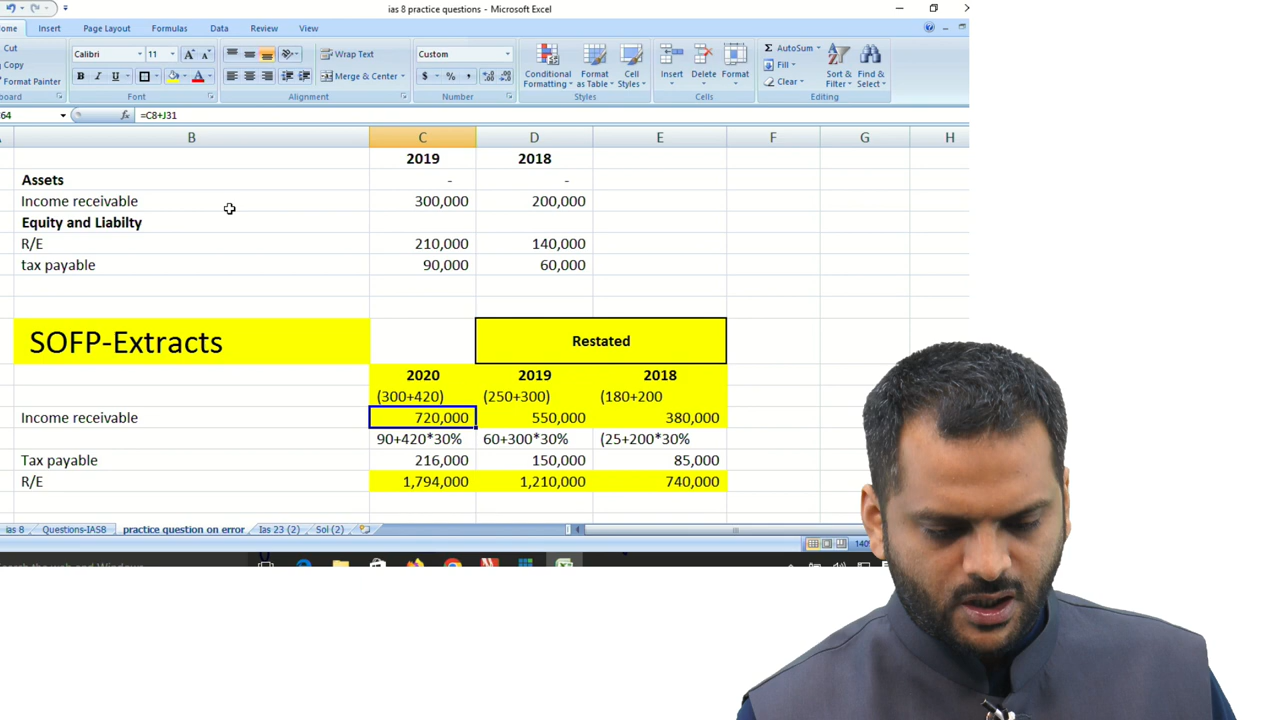 ias 8 practice questions - Microsoft Excel
Home Insert Page Layout Formulas Data Review View
Cut
Copy
Format Painter
Calibri 11
Wrap Text
Merge & Center
Custom
Conditional Formatting
Format as Table
Cell Styles
Insert Delete Format
AutoSum
Fill
Clear
Sort & Filter
Find & Select
Font Alignment Number Styles Cells Editing
64 fx =C8+J31
B C D E F G H
2019 2018
Assets - -
Income receivable 300,000 200,000
Equity and Liabilty
R/E 210,000 140,000
tax payable 90,000 60,000
SOFP-Extracts Restated
2020 2019 2018
(300+420) (250+300) (180+200
Income receivable 720,000 550,000 380,000
90+420*30% 60+300*30% (25+200*30%
Tax payable 216,000 150,000 85,000
R/E 1,794,000 1,210,000 740,000
ias 8 Questions-IAS8 practice question on error Ias 23 (2) Sol (2)